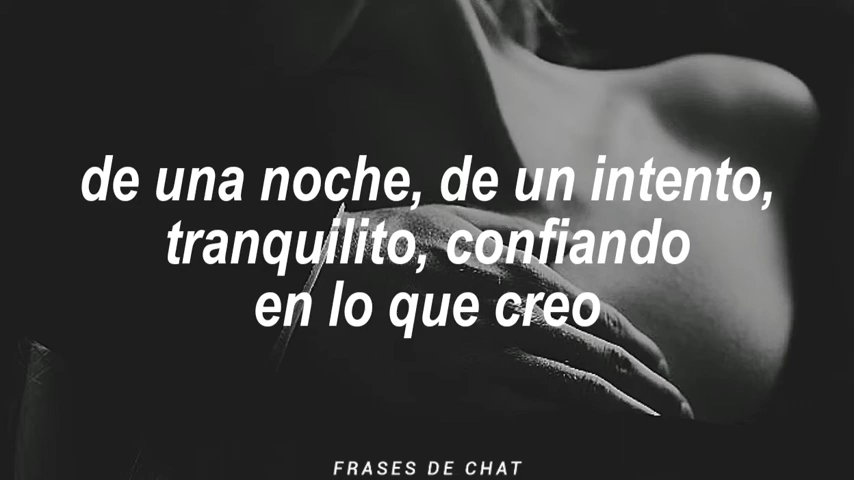 de una noche, de un intento,
tranquilito, confiando
en lo que creo
FRASES DE CHAT